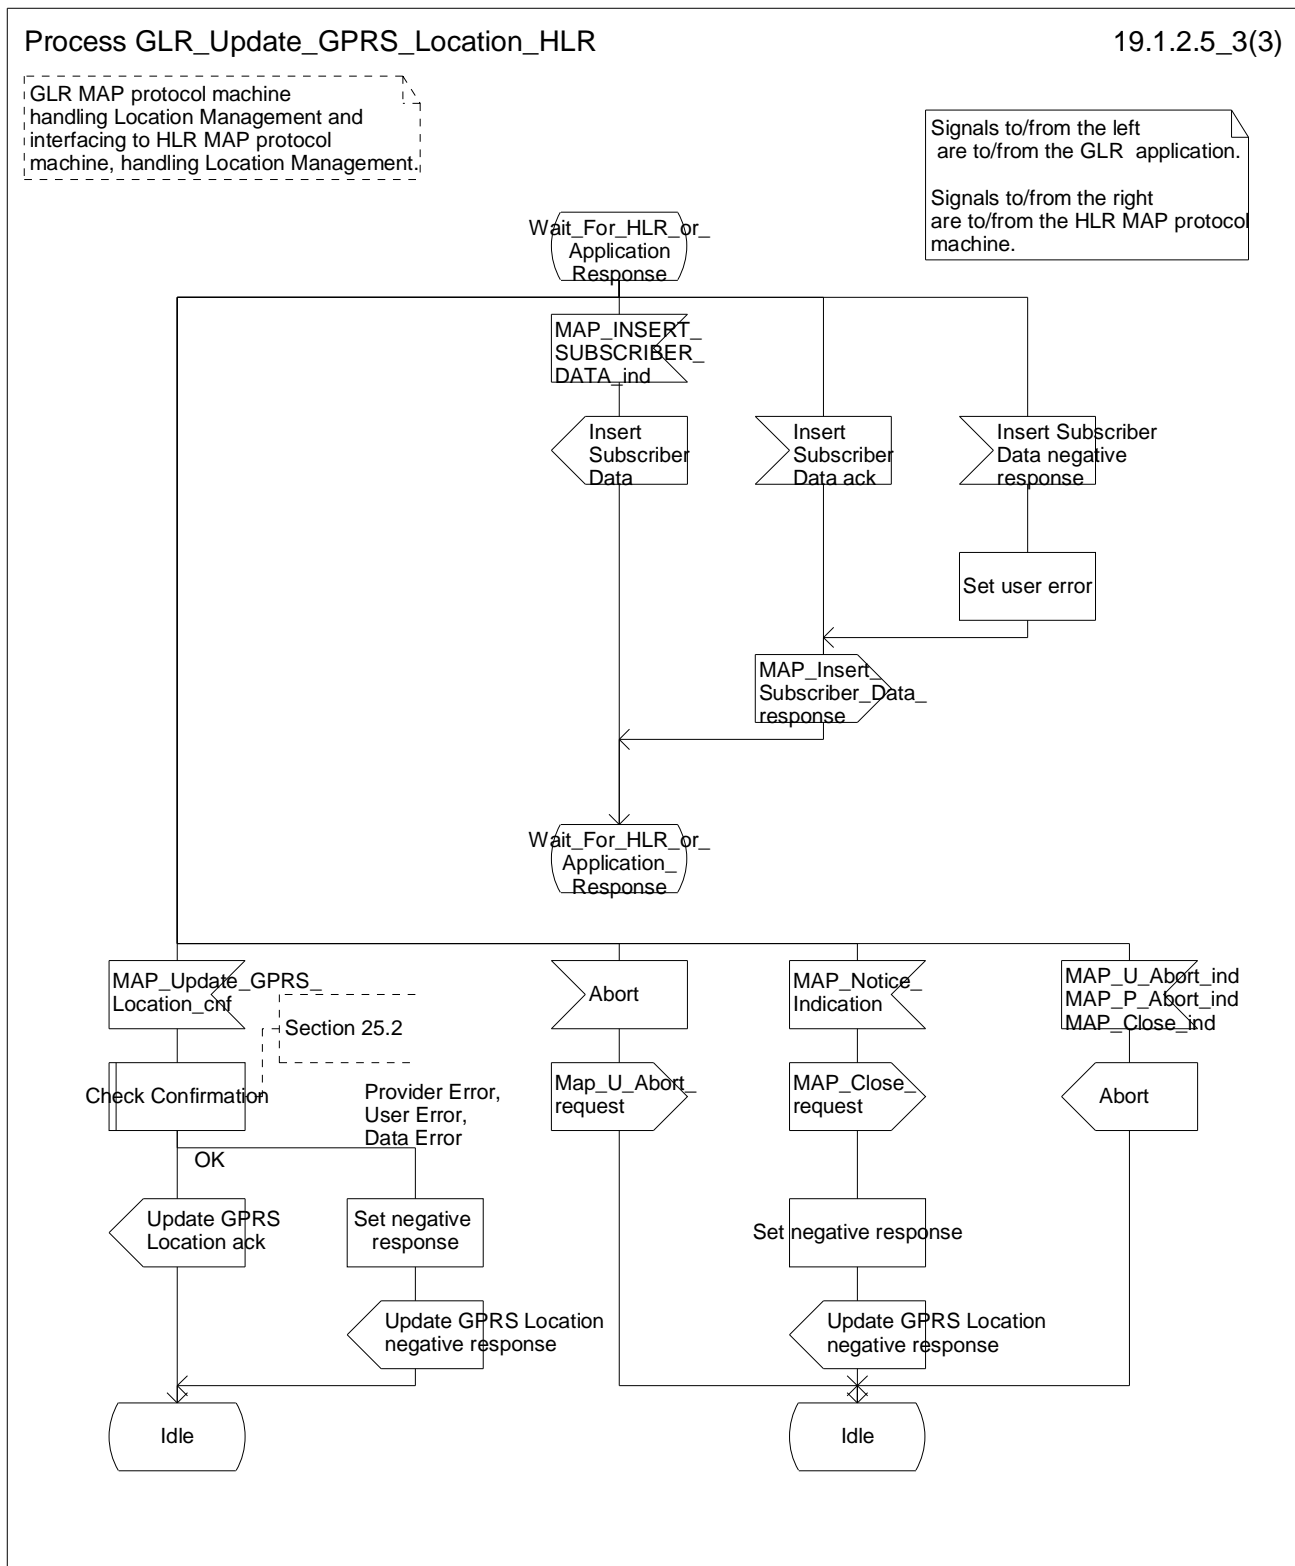 Process GLR_Update_GPRS_Location_HLR
19.1.2.5_3(3)
GLR MAP protocol machine
handling Location Management and
interfacing to HLR MAP protocol
machine, handling Location Management.
Signals to/from the left
are to/from the GLR application.
Signals to/from the right
are to/from the HLR MAP protocol
machine.
Wait_For_HLR_or_
Application
Response
MAP_INSERT_
SUBSCRIBER_
DATA_ind
Insert
Subscriber
Data
Insert
Subscriber
Data ack
Insert Subscriber
Data negative
response
Set user error
MAP_Insert_
Subscriber_Data_
response
Wait_For_HLR_or_
Application_
Response
MAP_Update_GPRS_
Location_cnf
Abort
MAP_Notice_
Indication
MAP_U_Abort_ind
MAP_P_Abort_ind
MAP_Close_ind
Section 25.2
Check Confirmation
Provider Error,
User Error,
Data Error
Map_U_Abort_
request
MAP_Close_
request
Abort
OK
Update GPRS
Location ack
Set negative
response
Set negative response
Update GPRS Location
negative response
Update GPRS Location
negative response
Idle
Idle